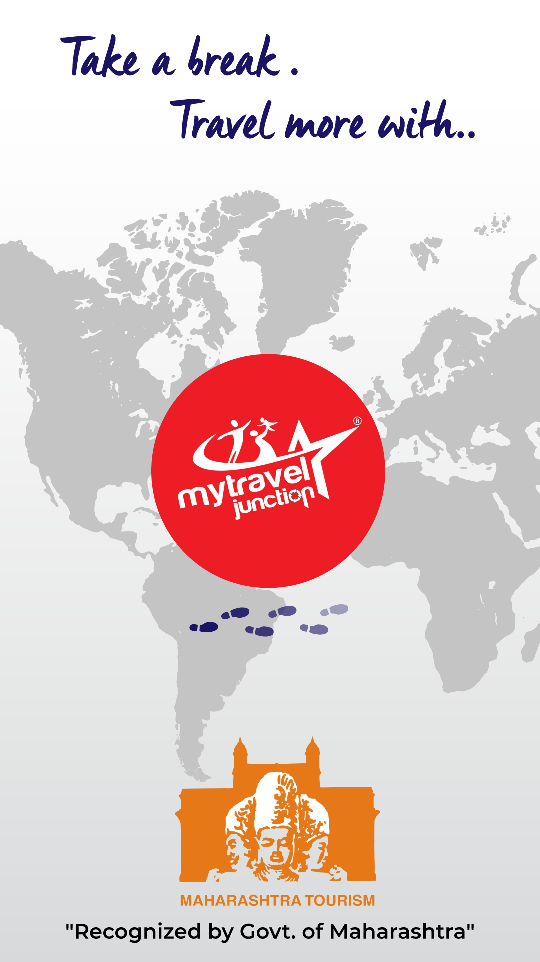 Take a break .
Travel more with..
®
mytravel
junction
MAHARASHTRA TOURISM
"Recognized by Govt. of Maharashtra"